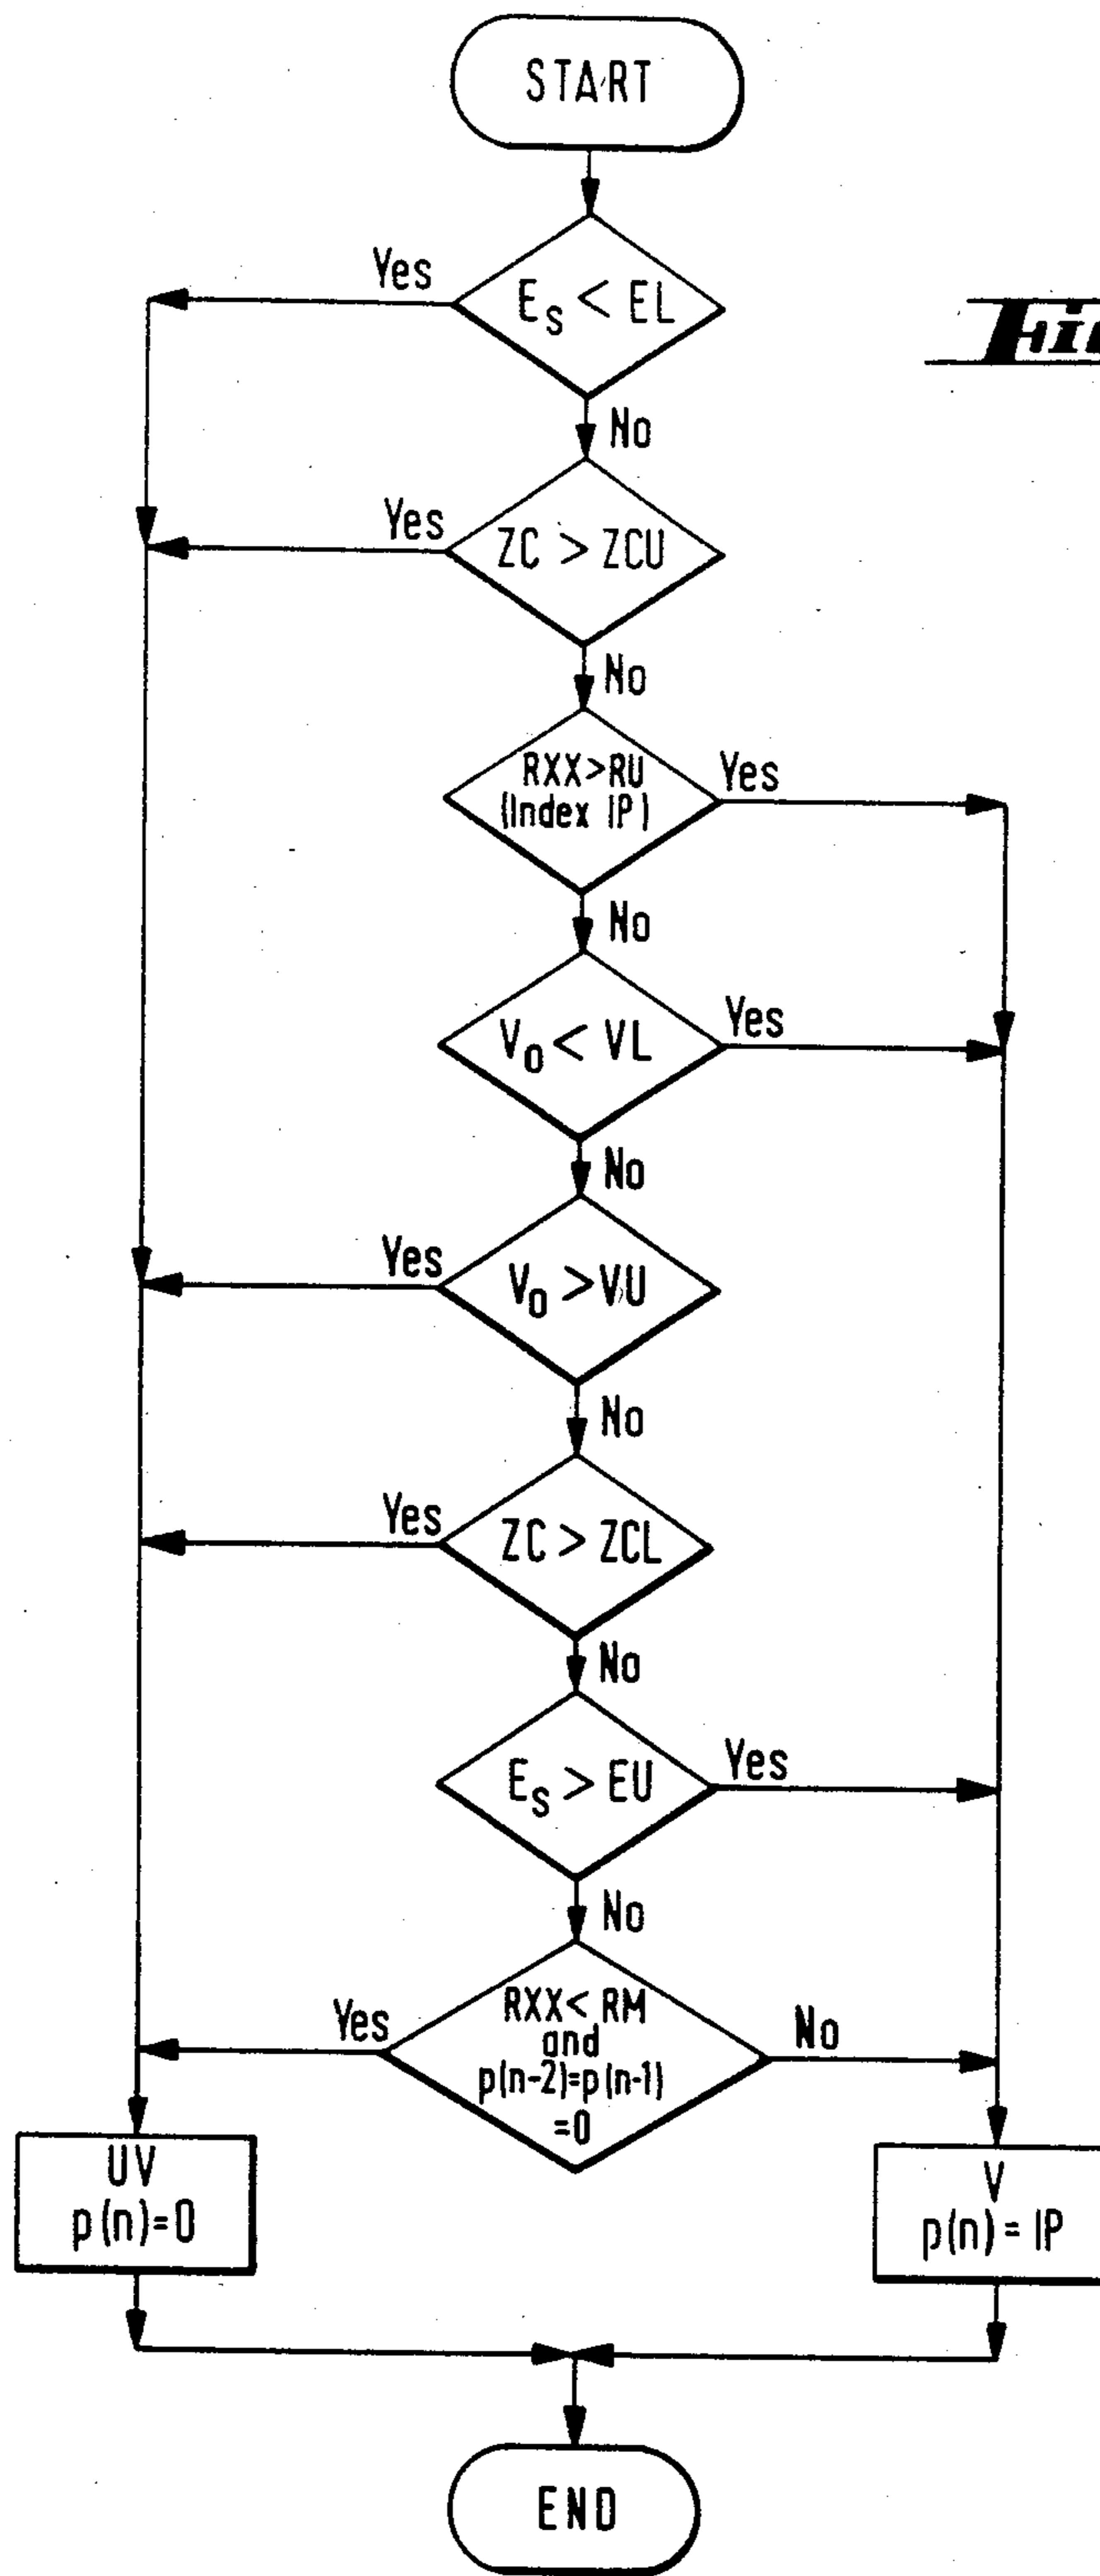 START
Yes
E_s < EL
No
Yes
ZC > ZCU
No
RXX>RU
(Index IP)
Yes
No
V_o < VL
Yes
No
Yes
V_o > VU
No
Yes
ZC > ZCL
No
E_s > EU
Yes
No
Yes
RXX< RM
and
p(n-2)=p(n-1)
=0
No
UV
p(n)=0
V
p(n)=IP
END